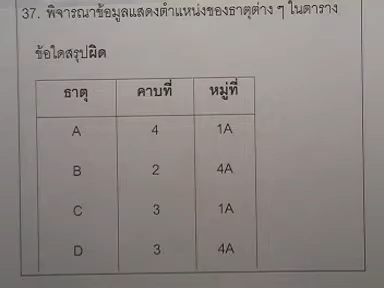 37. พิจารณาข้อมูลแสดงตำแหน่งของธาตุต่าง ๆ ในตาราง
ข้อใดสรุปผิด
ธาตุ คาบที่ หมู่ที่
A 4 1A
B 2 4A
C 3 1A
D 3 4A